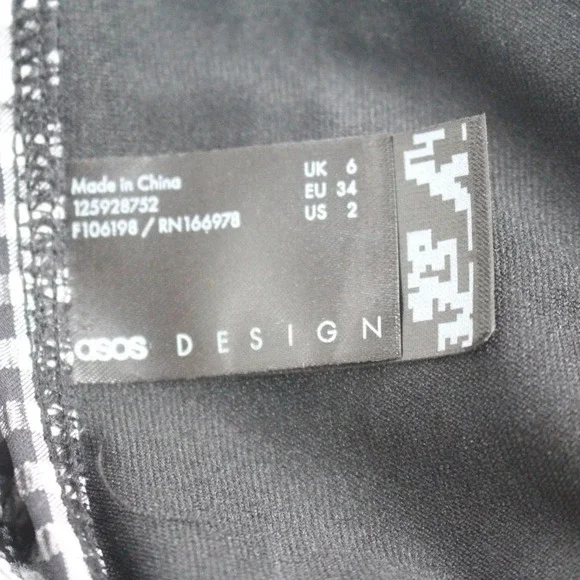 Made in China
125928752
F106198 / RN166978
UK 6
EU 34
US 2
asos DESIGN